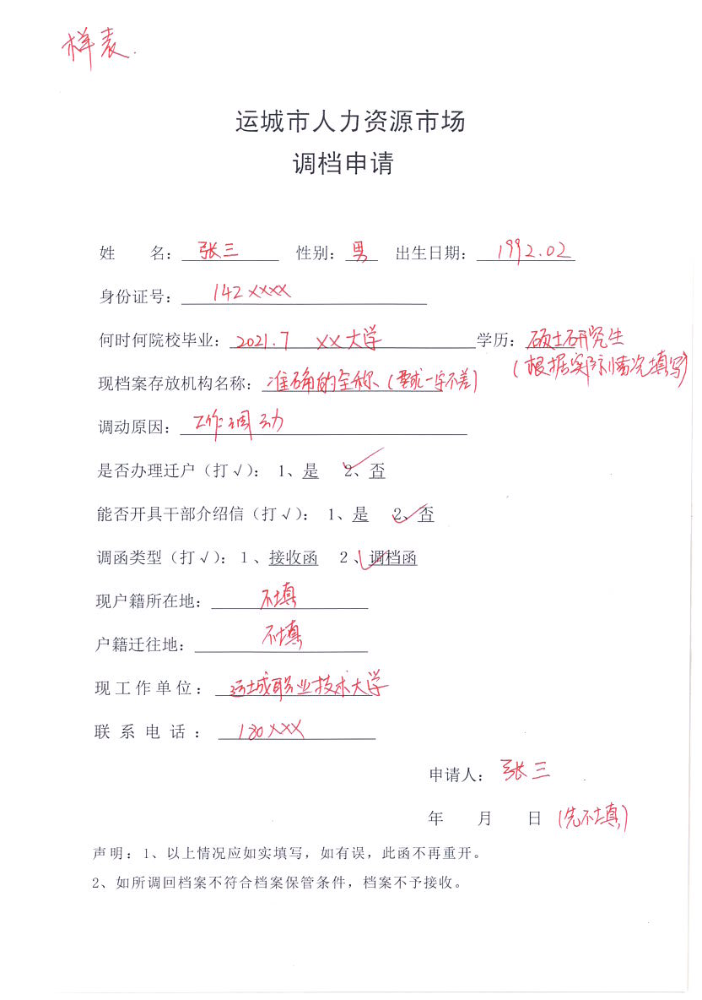 样表.
运城市人力资源市场
调档申请
姓 名：张三 性别：男 出生日期：1992.02
身份证号：142xxxx
何时何院校毕业：2021.7 xx大学 学历：硕士研究生
（根据实际情况填写）
现档案存放机构名称：准确的全称（要求一字不差）
调动原因：工作调动
是否办理迁户（打√）：1、是 2、否 ✓
能否开具干部介绍信（打√）：1、是 2、✓否
调函类型（打√）：1、接收函 2、✓调档函
现户籍所在地：不填
户籍迁往地：不填
现工作单位：运城职业技术大学
联系电话：180xxx
申请人：张三
年 月 日（先不填）
声明：1、以上情况应如实填写，如有误，此函不再重开。
2、如所调回档案不符合档案保管条件，档案不予接收。